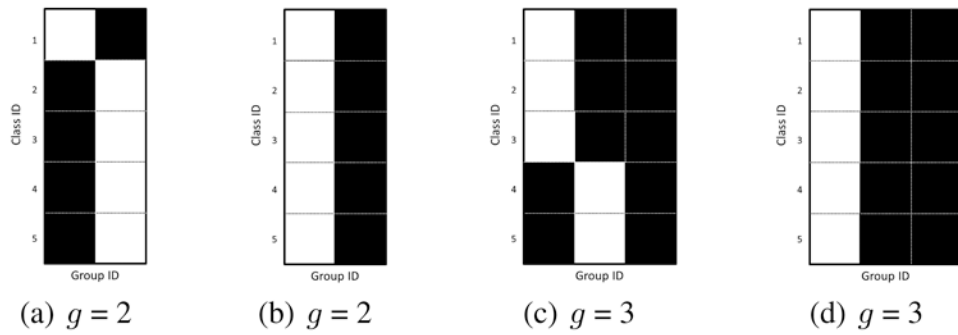 Class ID
1
2
3
4
5
Group ID
(a) g = 2
Class ID
1
2
3
4
5
Group ID
(b) g = 2
Class ID
1
2
3
4
5
Group ID
(c) g = 3
Class ID
1
2
3
4
5
Group ID
(d) g = 3